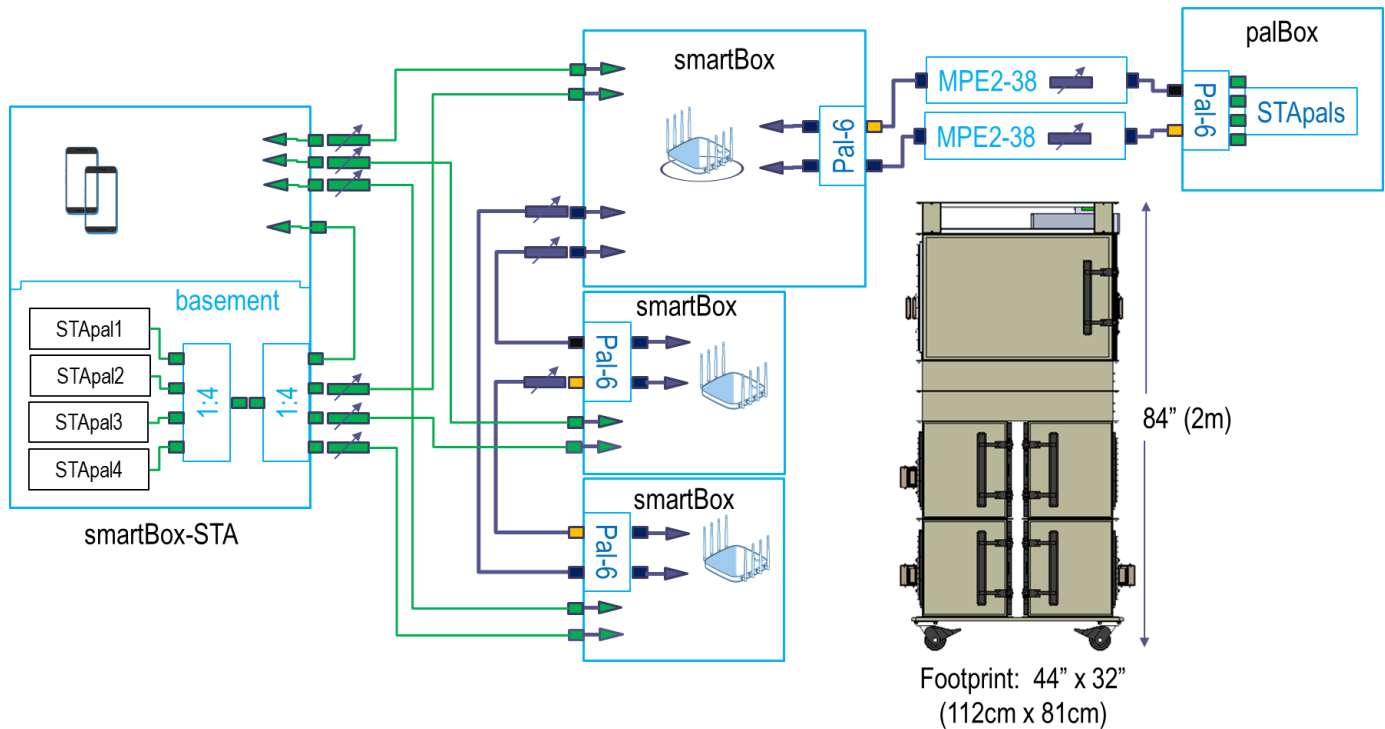 smartBox
palBox
MPE2-38
MPE2-38
Pal-6
Pal-6
STApals
basement
STApal1
STApal2
STApal3
STApal4
1:4
1:4
smartBox-STA
smartBox
Pal-6
smartBox
Pal-6
84” (2m)
Footprint:  44” x 32”
(112cm x 81cm)